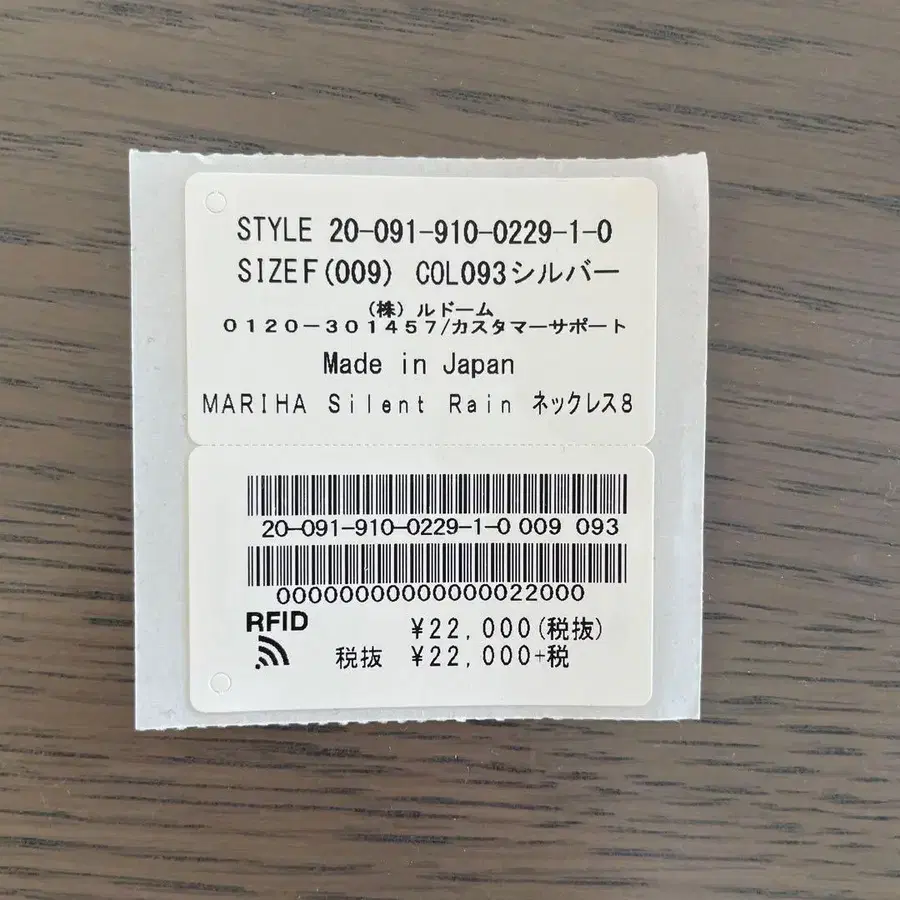 STYLE 20-091-910-0229-1-0
SIZEF(009) COL093シルバー
(株)ルドーム
0120-301457/カスタマーサポート
Made in Japan
MARIHA Silent Rain ネックレス8
20-091-910-0229-1-0 009 093
00000000000000022000
RFID
¥22,000(税抜)
税抜 ¥22,000+税